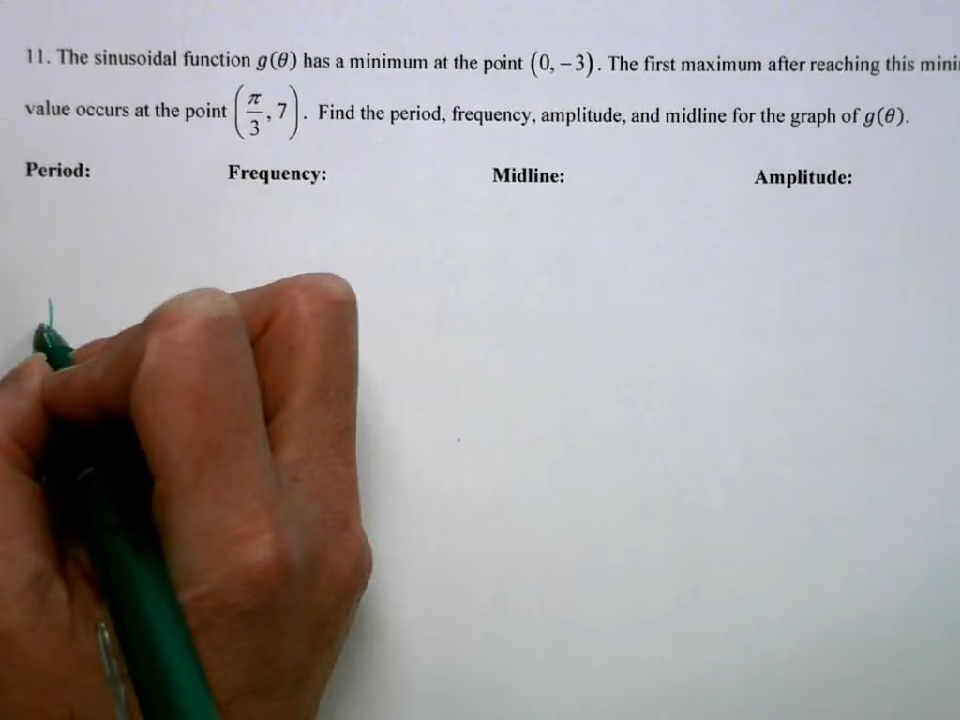 11. The sinusoidal function g(θ) has a minimum at the point (0, −3). The first maximum after reaching this
value occurs at the point (π/3, 7). Find the period, frequency, amplitude, and midline for the graph of g(θ).
Period: Frequency: Midline: Amplitude: